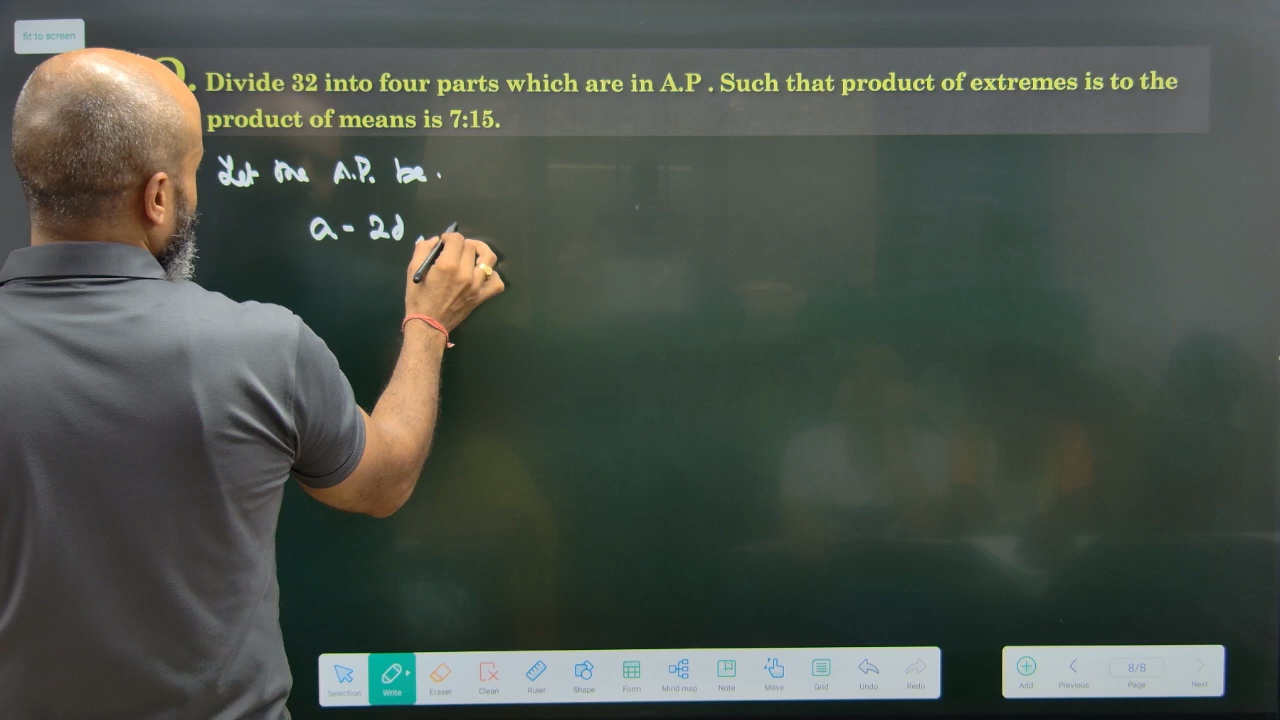 fit to screen
Q. Divide 32 into four parts which are in A.P . Such that product of extremes is to the
product of means is 7:15.
Let the A.P. be.
a - 2d
Selection Write Eraser Clean Ruler Shape Form Mind map Note Move Grid Undo Redo
Add Previous 8/8 Page Next